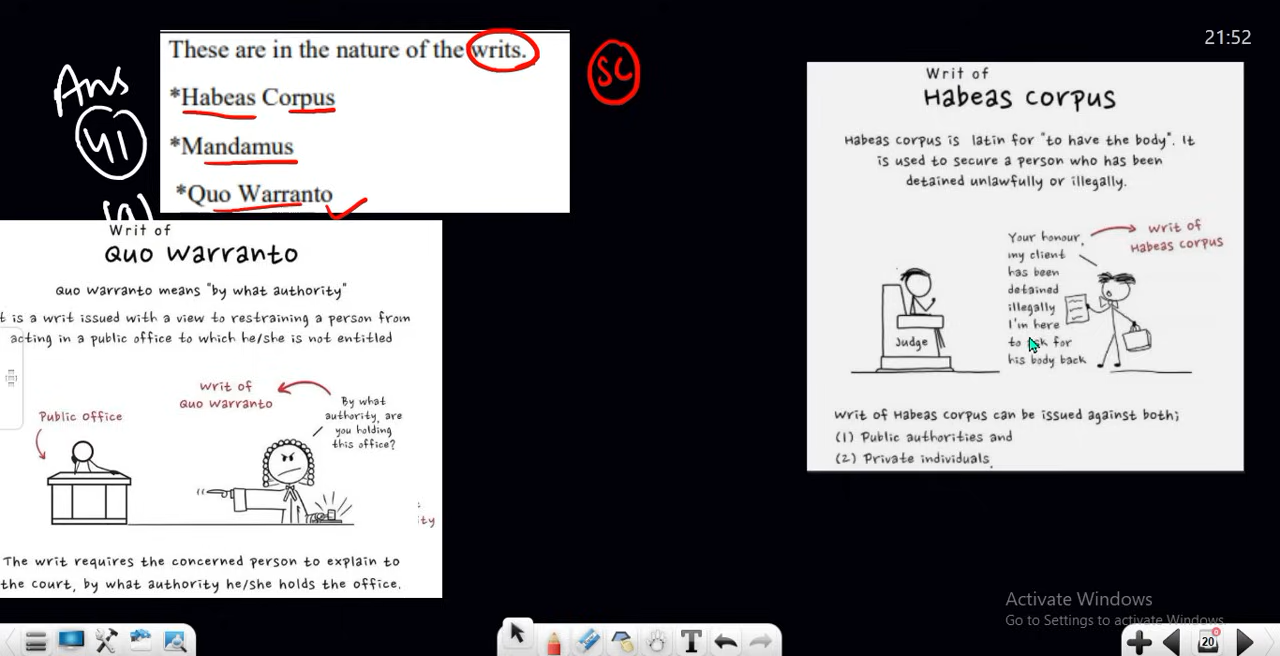 21:52
These are in the nature of the writs.
*Habeas Corpus
*Mandamus
*Quo Warranto
SC
Ans
41
Writ of
Quo Warranto
Quo Warranto means "by what authority"
t is a writ issued with a view to restraining a person from
acting in a public office to which he/she is not entitled
Writ of
Quo Warranto
Public Office
By what
authority, are
you holding
this office?
ity
The writ requires the concerned person to explain to
the court, by what authority he/she holds the office.
Writ of
Habeas Corpus
Habeas corpus is latin for "to have the body". It
is used to secure a person who has been
detained unlawfully or illegally.
Your honour,
my client
has been
detained
illegally
I'm here
to ask for
his body back
Writ of
Habeas Corpus
Judge
Writ of Habeas Corpus can be issued against both;
(1) Public authorities and
(2) Private individuals.
Activate Windows
Go to Settings to activate Windows.
T
20